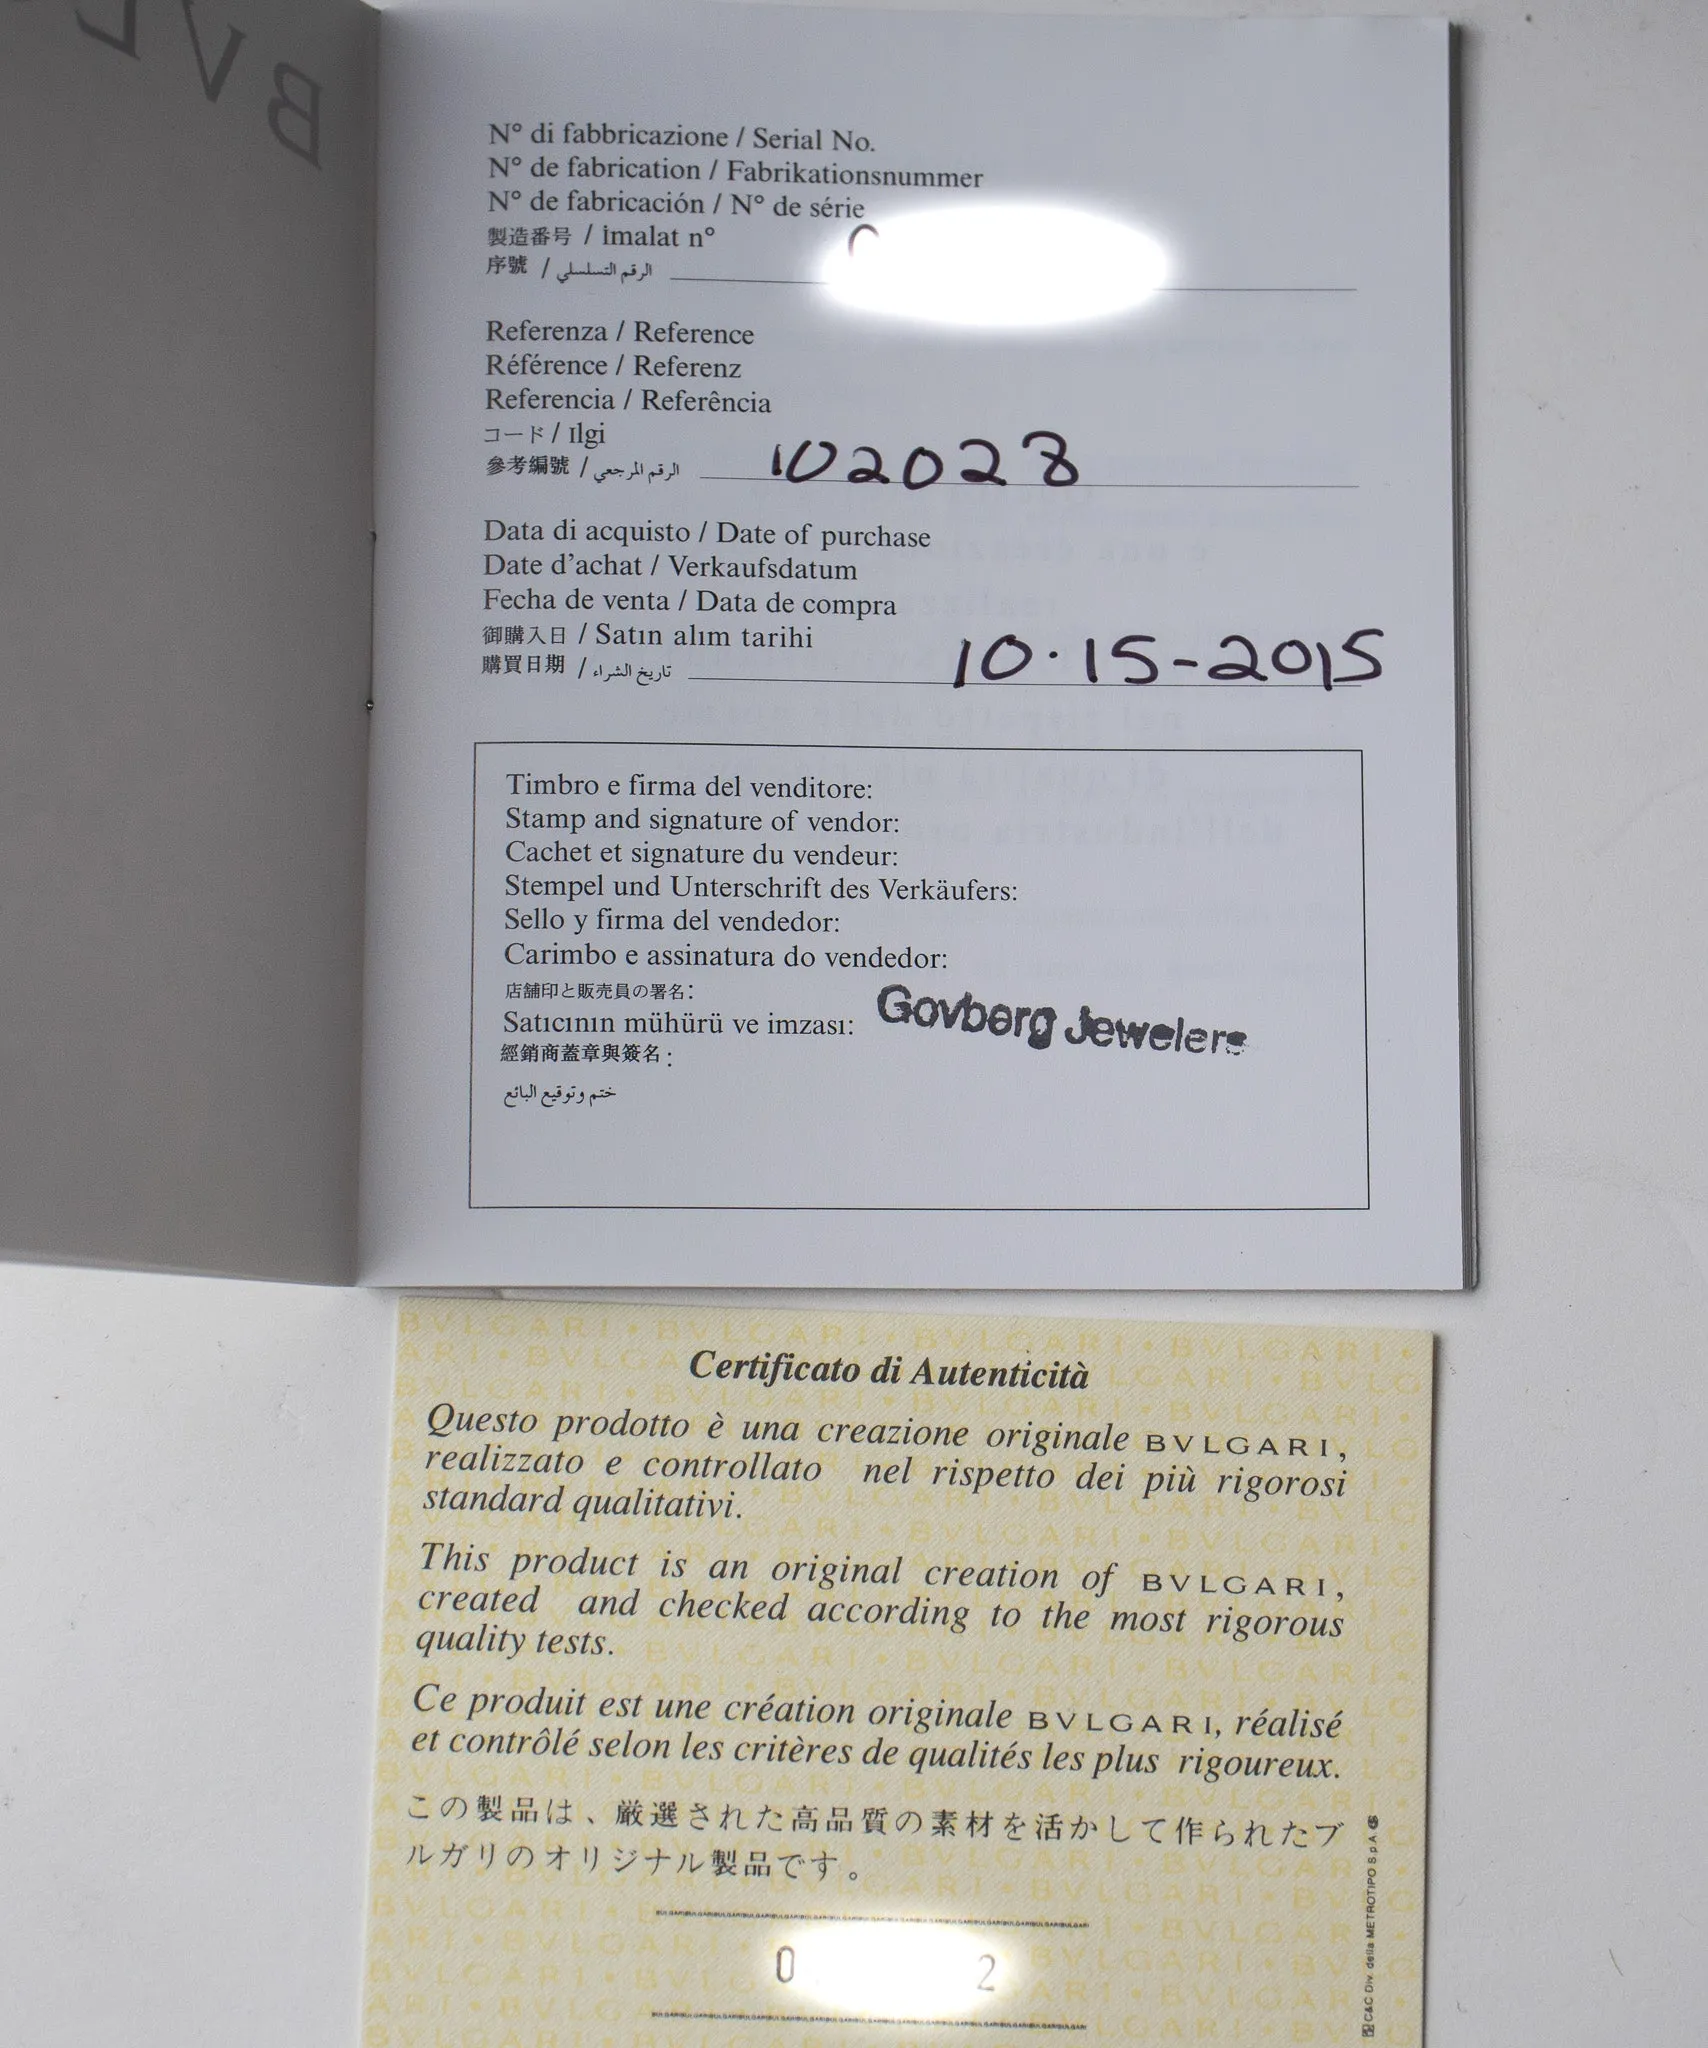 BVL
N° di fabbricazione / Serial No.
N° de fabrication / Fabrikationsnummer
N° de fabricación / N° de série
製造番号 / İmalat n°
序號 / الرقم التسلسلي
Referenza / Reference
Référence / Referenz
Referencia / Referência
コード / Ilgi
參考編號 / الرقم المرجعي 102028
Data di acquisto / Date of purchase
Date d'achat / Verkaufsdatum
Fecha de venta / Data de compra
御購入日 / Satın alım tarihi
購買日期 / تاريخ الشراء 10·15-2015
Timbro e firma del venditore:
Stamp and signature of vendor:
Cachet et signature du vendeur:
Stempel und Unterschrift des Verkäufers:
Sello y firma del vendedor:
Carimbo e assinatura do vendedor:
店舗印と販売員の署名:
Satıcının mühürü ve imzası: Govberg Jewelers
經銷商蓋章與簽名:
ختم وتوقيع البائع
Certificato di Autenticità
Questo prodotto è una creazione originale BVLGARI,
realizzato e controllato nel rispetto dei più rigorosi
standard qualitativi.
This product is an original creation of BVLGARI,
created and checked according to the most rigorous
quality tests.
Ce produit est une création originale BVLGARI, réalisé
et contrôlé selon les critères de qualités les plus rigoureux.
この製品は、厳選された高品質の素材を活かして作られたブ
ルガリのオリジナル製品です。
0 2
C&C Div. della METROTIPO S.p.A.